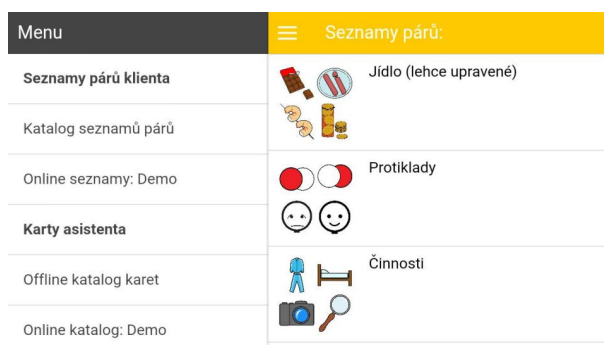 Menu
Seznamy párů klienta
Katalog seznamů párů
Online seznamy: Demo
Karty asistenta
Offline katalog karet
Online katalog: Demo
Seznamy párů:
Jídlo (lehce upravené)
Protiklady
Činnosti